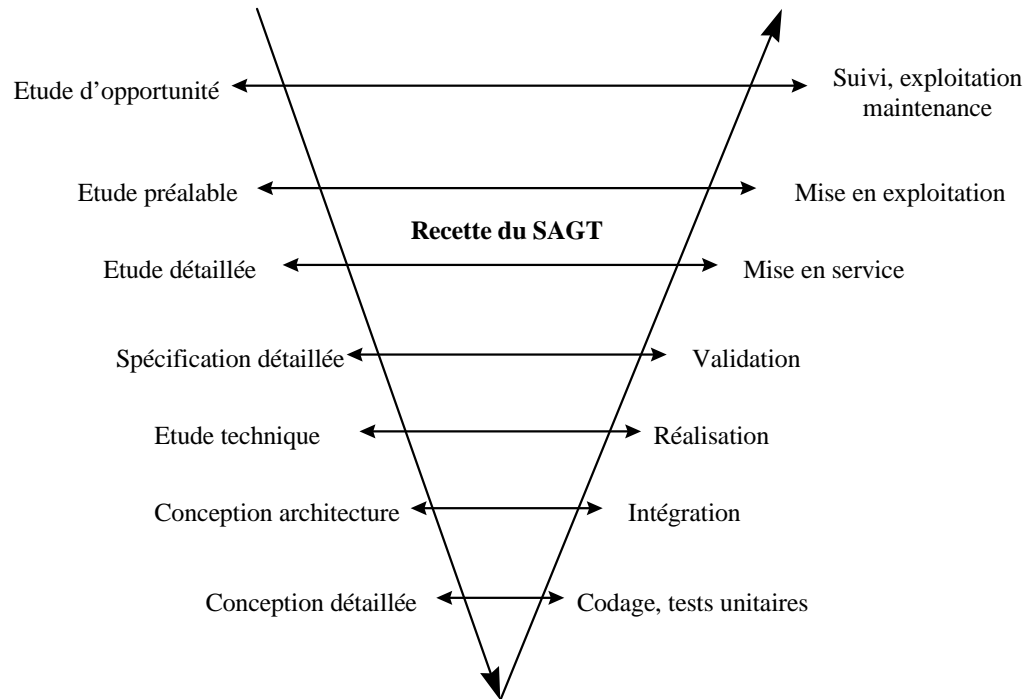 Etude d’opportunité
Suivi, exploitation
maintenance
Etude préalable
Mise en exploitation
Recette du SAGT
Etude détaillée
Mise en service
Spécification détaillée
Validation
Etude technique
Réalisation
Conception architecture
Intégration
Conception détaillée
Codage, tests unitaires